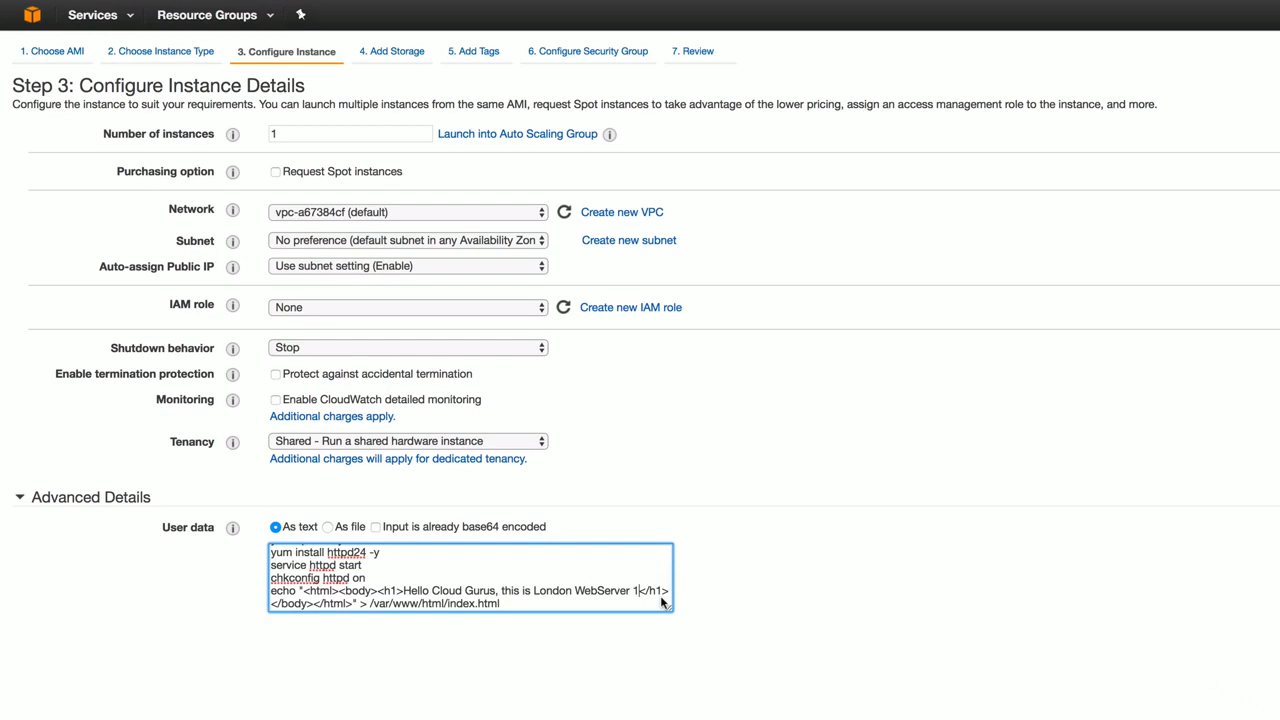 Services Resource Groups
1. Choose AMI 2. Choose Instance Type 3. Configure Instance 4. Add Storage 5. Add Tags 6. Configure Security Group 7. Review
Step 3: Configure Instance Details
Configure the instance to suit your requirements. You can launch multiple instances from the same AMI, request Spot instances to take advantage of the lower pricing, assign an access management role to the instance, and more.
Number of instances i 1 Launch into Auto Scaling Group i
Purchasing option i Request Spot instances
Network i vpc-a67384cf (default) Create new VPC
Subnet i No preference (default subnet in any Availability Zon Create new subnet
Auto-assign Public IP i Use subnet setting (Enable)
IAM role i None Create new IAM role
Shutdown behavior i Stop
Enable termination protection i Protect against accidental termination
Monitoring i Enable CloudWatch detailed monitoring
Additional charges apply.
Tenancy i Shared - Run a shared hardware instance
Additional charges will apply for dedicated tenancy.
Advanced Details
User data i As text As file Input is already base64 encoded
yum install httpd24 -y
service httpd start
chkconfig httpd on
echo "<html><body><h1>Hello Cloud Gurus, this is London WebServer 1</h1>
</body></html>" > /var/www/html/index.html